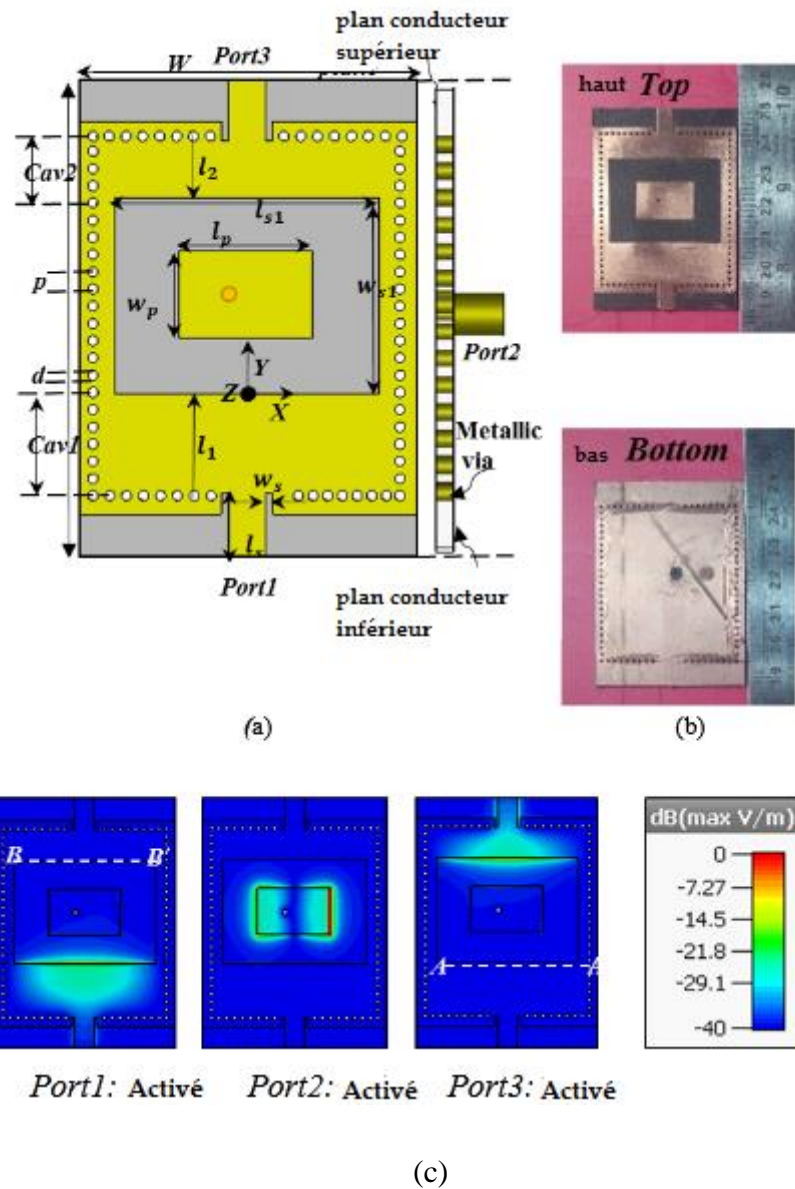 plan conducteur
supérieur
Port3
W
haut Top
Cav2
l2
ls1
lp
p
wp
ws1
Port2
d
Y
Z
X
Cav1
l1
Metallic
via
ws
bas Bottom
Port1
plan conducteur
inférieur
(a)
(b)
B
A
dB(max V/m)
0
-7.27
-14.5
-21.8
-29.1
-40
Port1: Activé
Port2: Activé
Port3: Activé
(c)